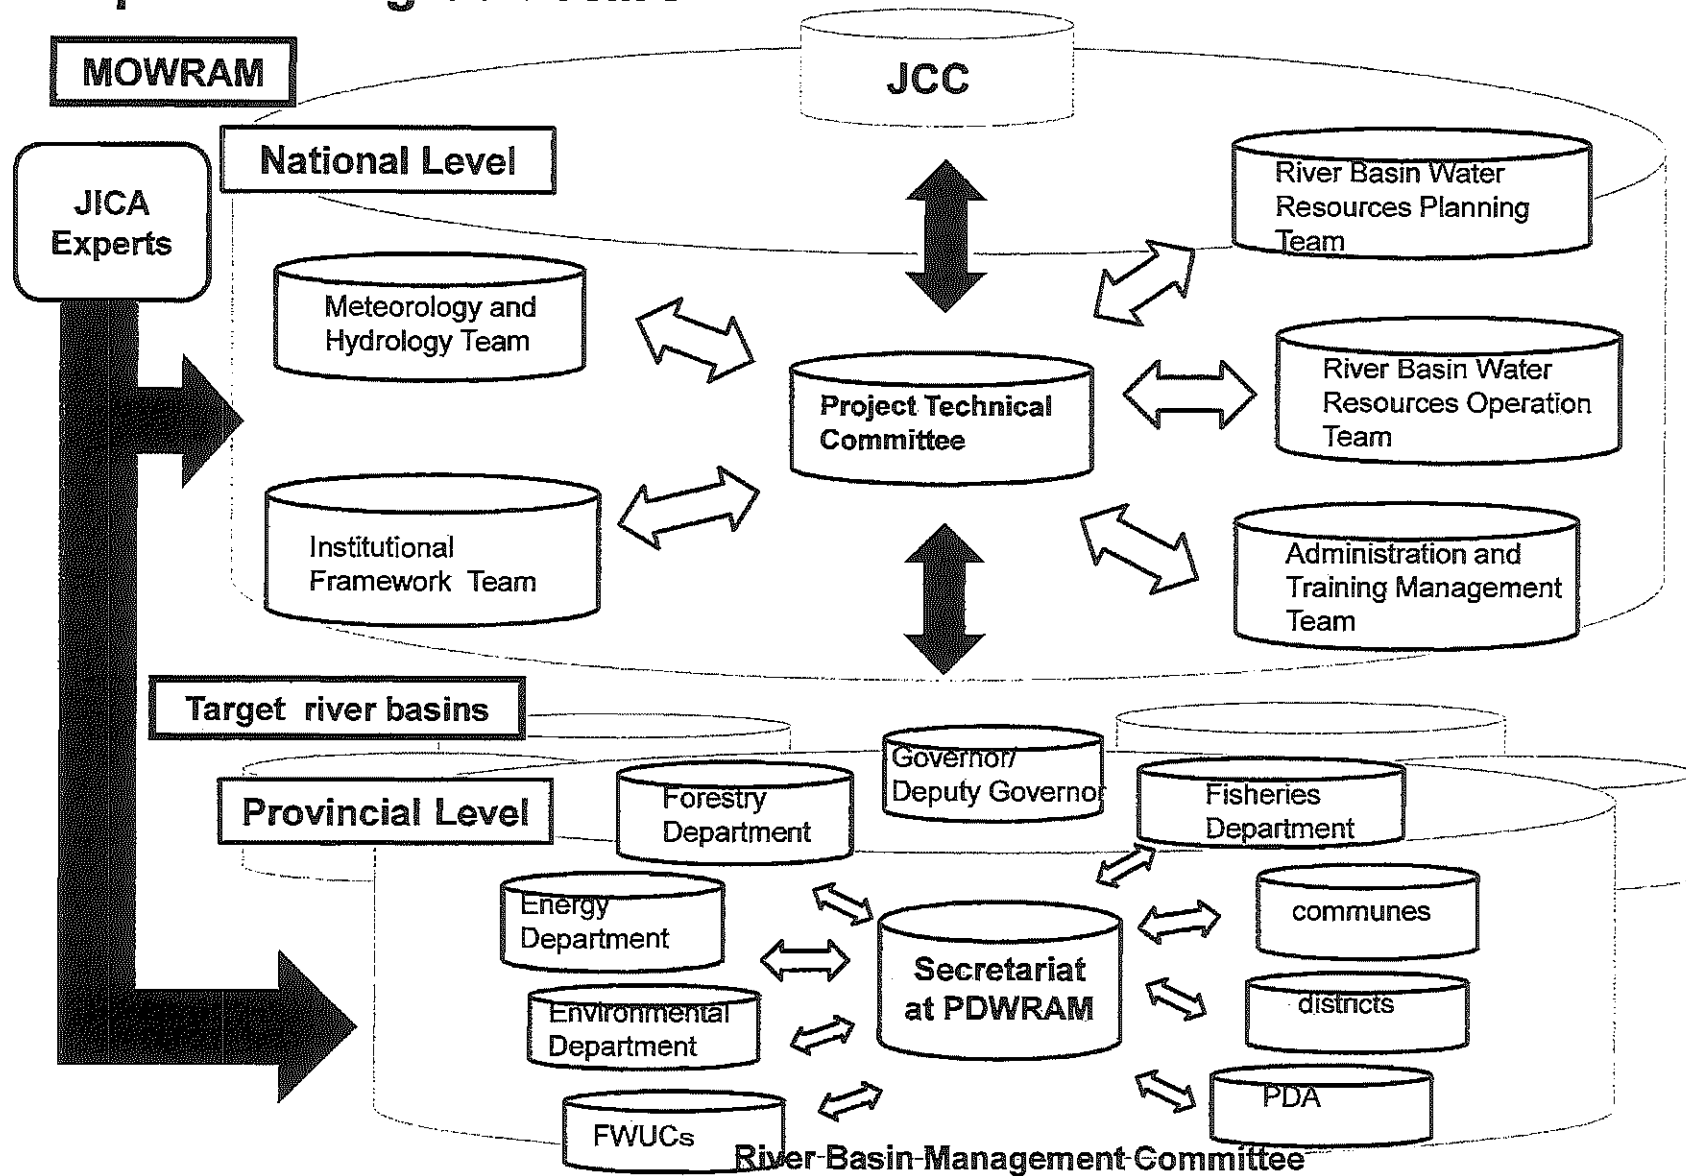 MOWRAM
JCC
National Level
JICA
Experts
River Basin Water
Resources Planning
Team
Meteorology and
Hydrology Team
Project Technical
Committee
River Basin Water
Resources Operation
Team
Institutional
Framework Team
Administration and
Training Management
Team
Target river basins
Provincial Level
Governor/
Deputy Governor
Forestry
Department
Fisheries
Department
Energy
Department
communes
Secretariat
at PDWRAM
Environmental
Department
districts
FWUCs
PDA
River Basin Management Committee